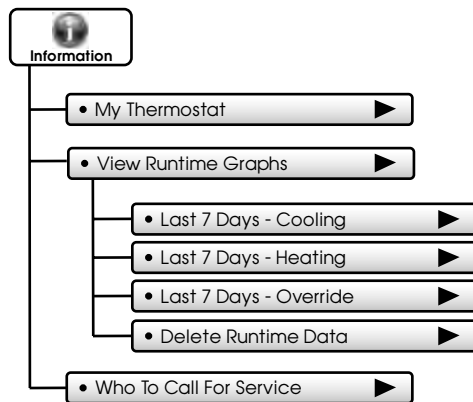 Information
• My Thermostat
• View Runtime Graphs
• Last 7 Days - Cooling
• Last 7 Days - Heating
• Last 7 Days - Override
• Delete Runtime Data
• Who To Call For Service